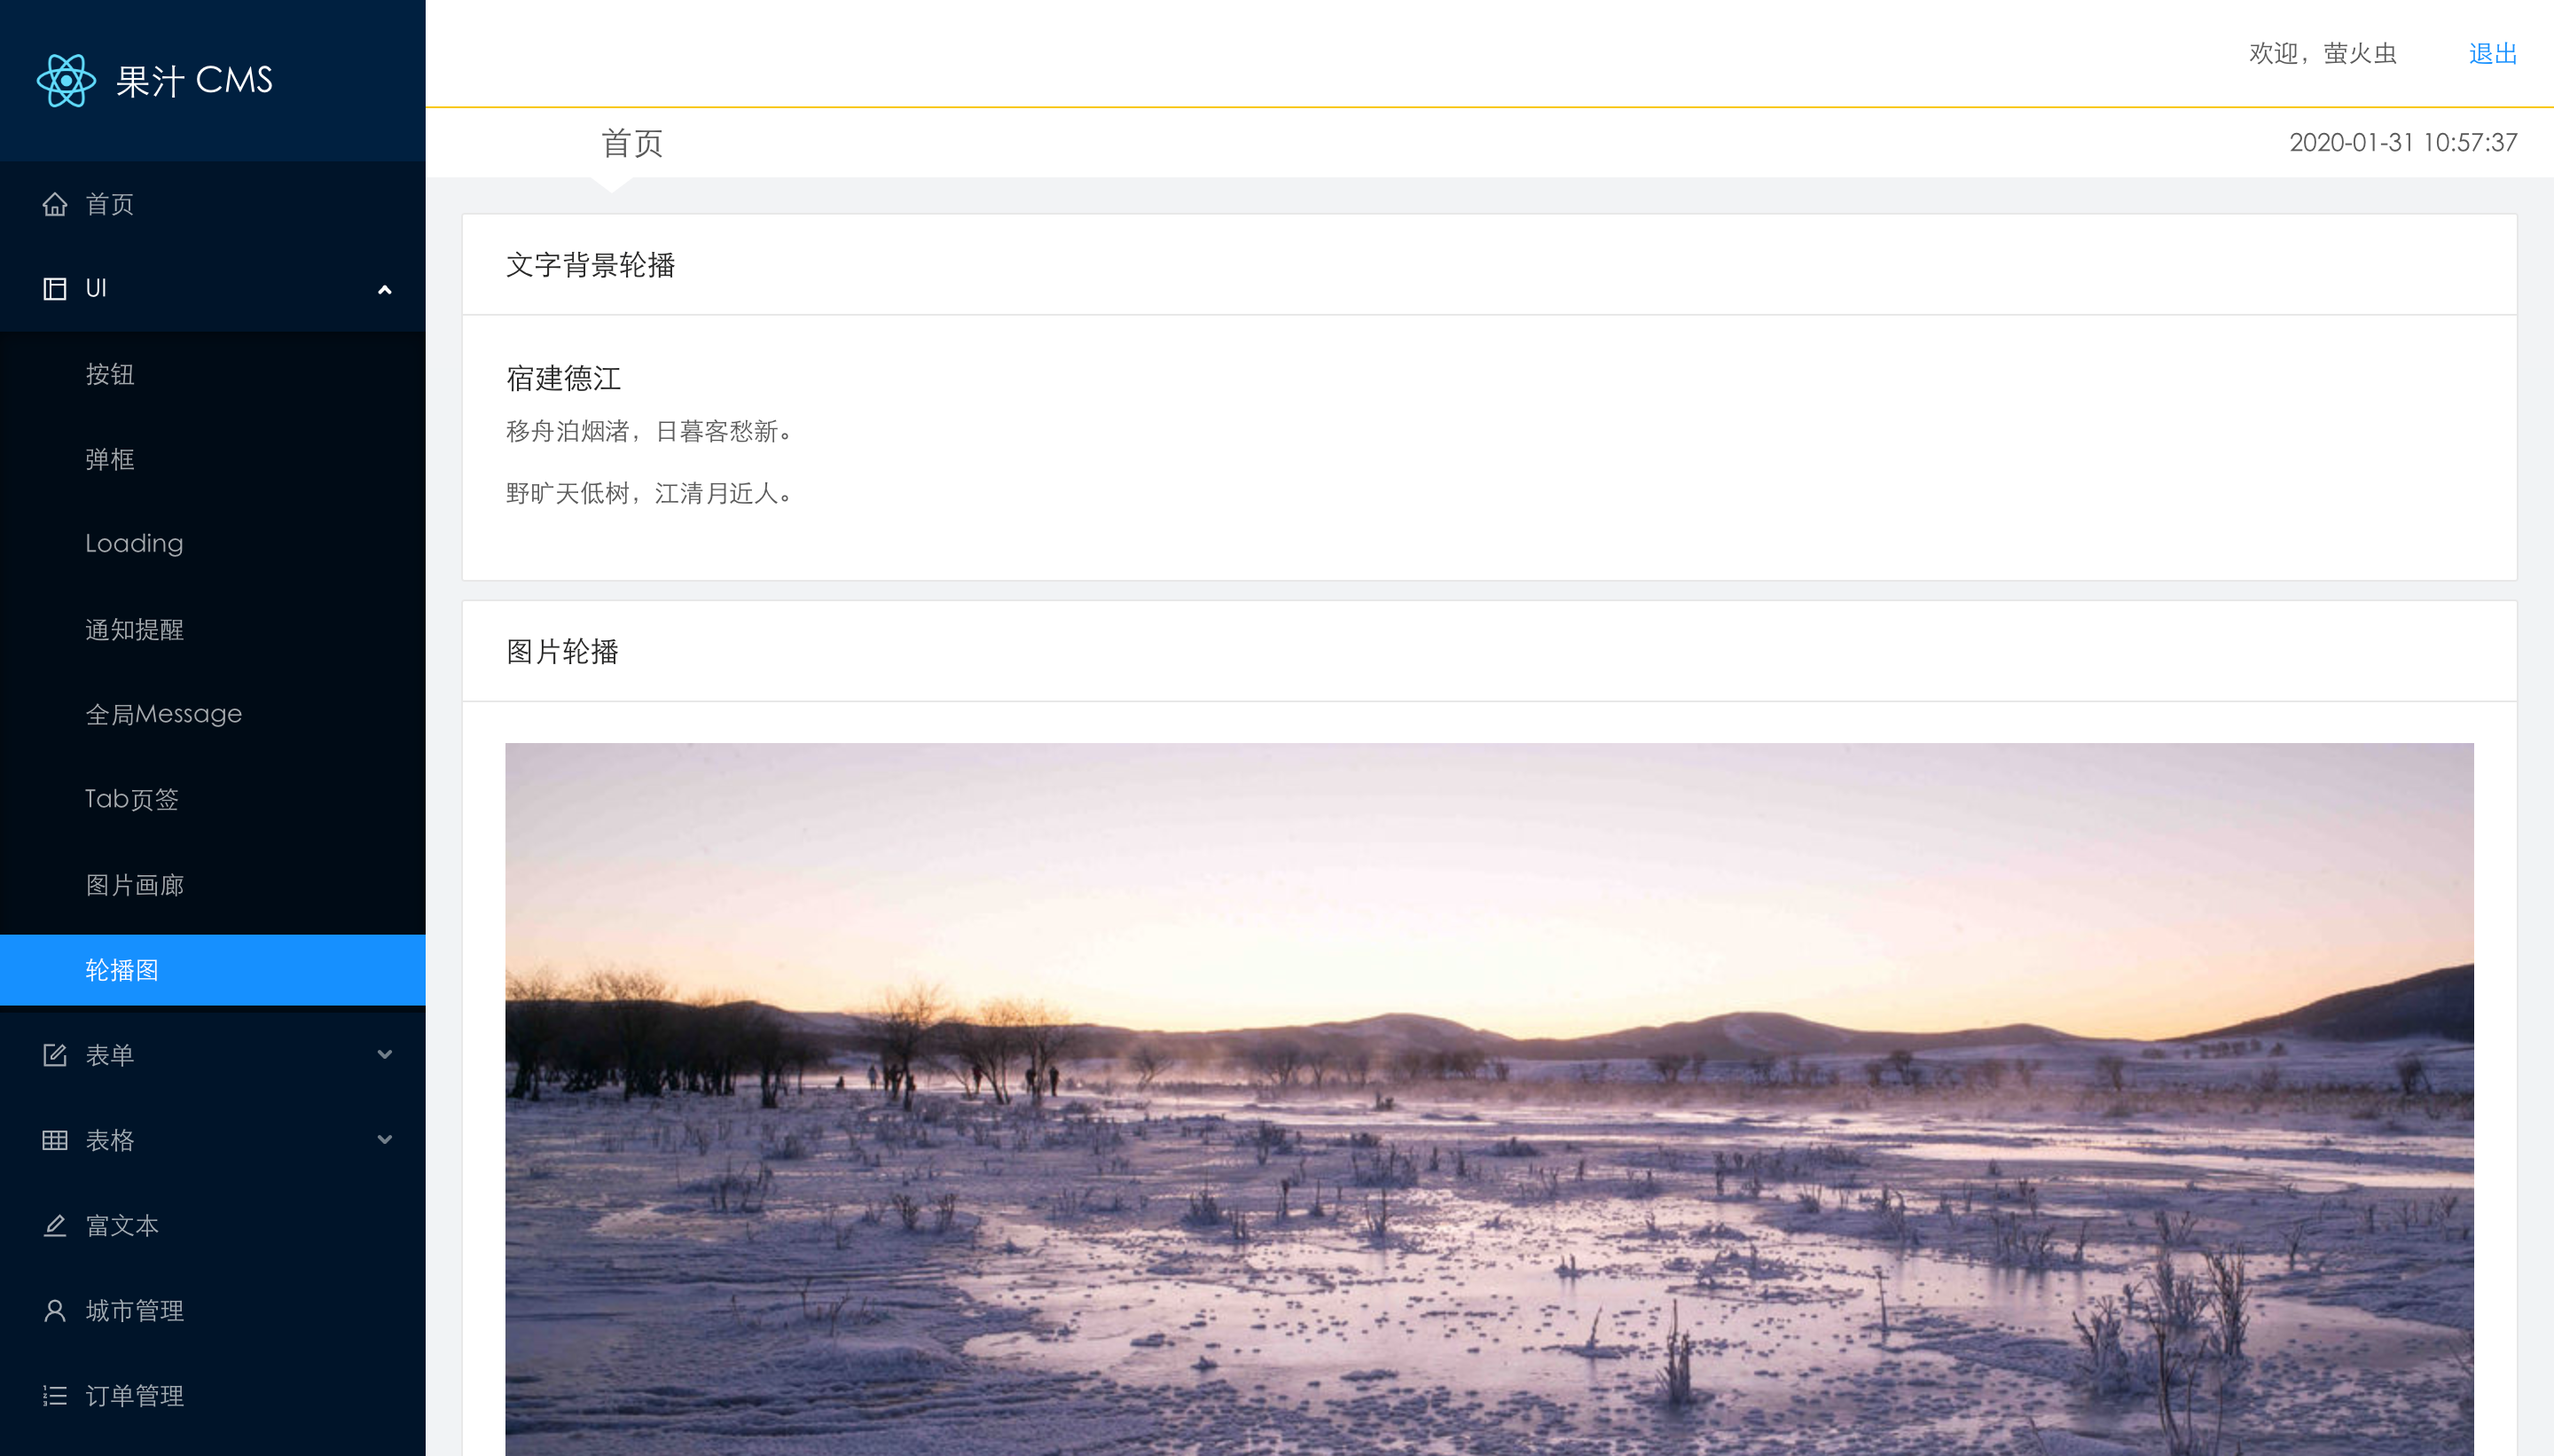 果汁 CMS
首页
UI
按钮
弹框
Loading
通知提醒
全局Message
Tab页签
图片画廊
轮播图
表单
表格
富文本
城市管理
订单管理
欢迎，萤火虫 退出
首页 2020-01-31 10:57:37
文字背景轮播
宿建德江
移舟泊烟渚，日暮客愁新。
野旷天低树，江清月近人。
图片轮播